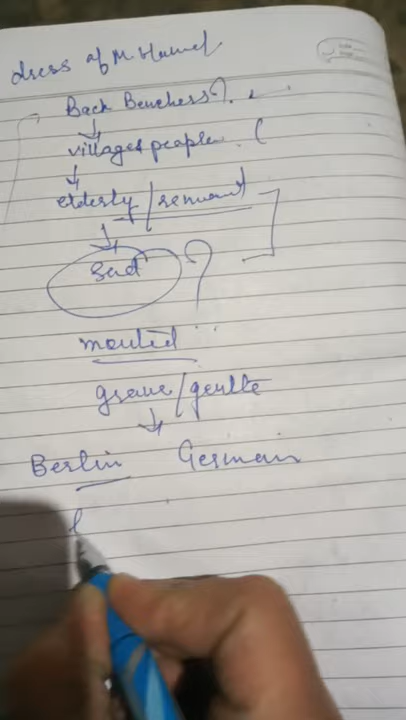 dress of M. Hamel
Back Benchers?
villages people
elderly / servant
Sad ?
mouted
grave/gentle
Berlin German